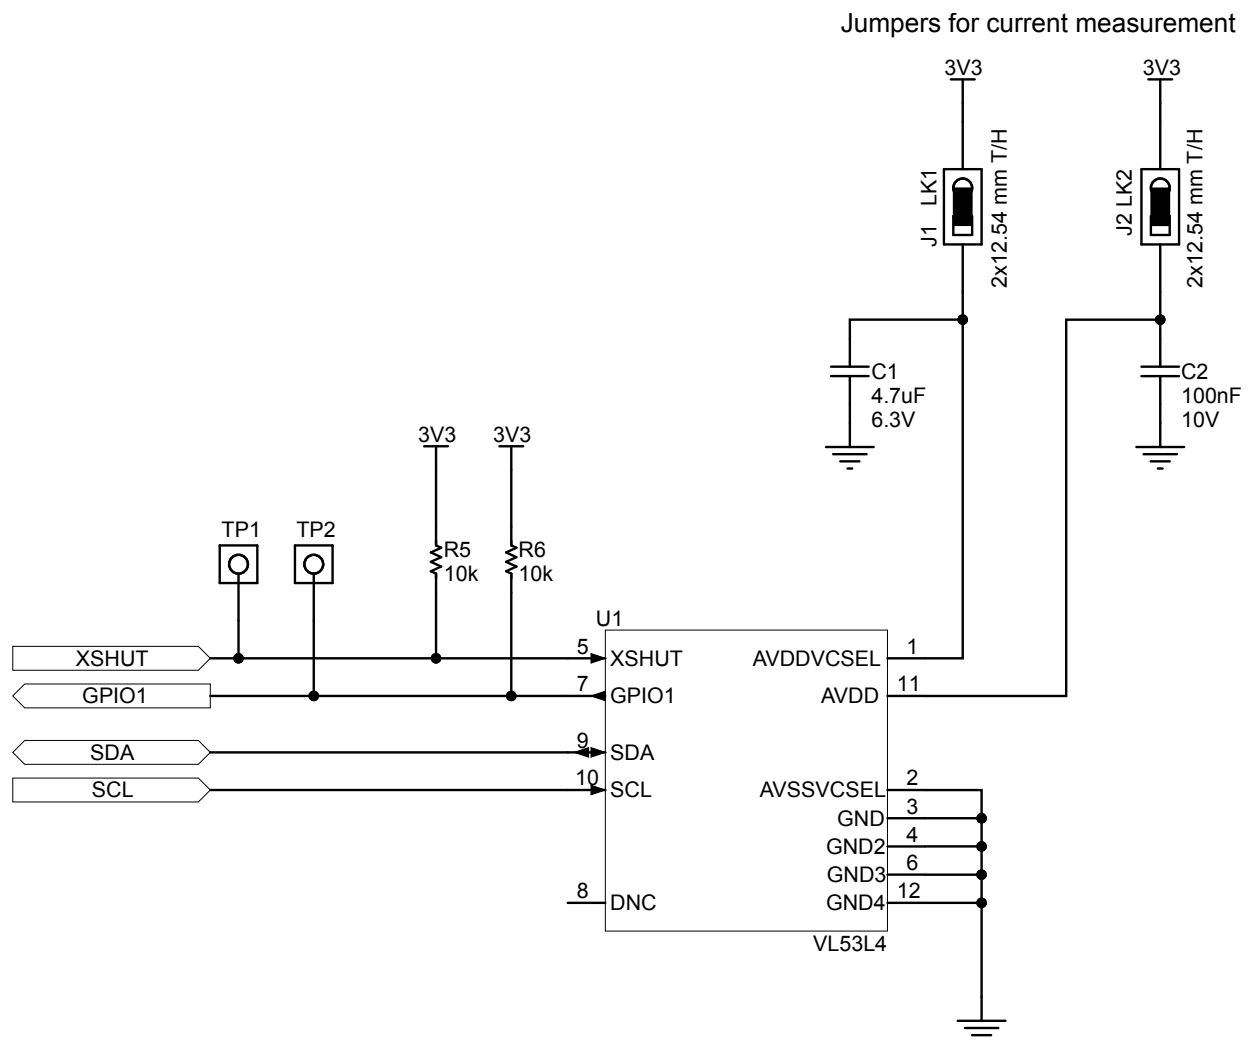 Jumpers for current measurement
3V3
3V3
J1 LK1
2x12.54 mm T/H
J2 LK2
2x12.54 mm T/H
C1
4.7uF
6.3V
C2
100nF
10V
3V3
3V3
TP1
TP2
R5
10k
R6
10k
U1
XSHUT
5
XSHUT
AVDDVCSEL
1
GPIO1
7
GPIO1
AVDD
11
SDA
9
SDA
SCL
10
SCL
AVSSVCSEL
2
GND
3
GND2
4
GND3
6
8
DNC
GND4
12
VL53L4